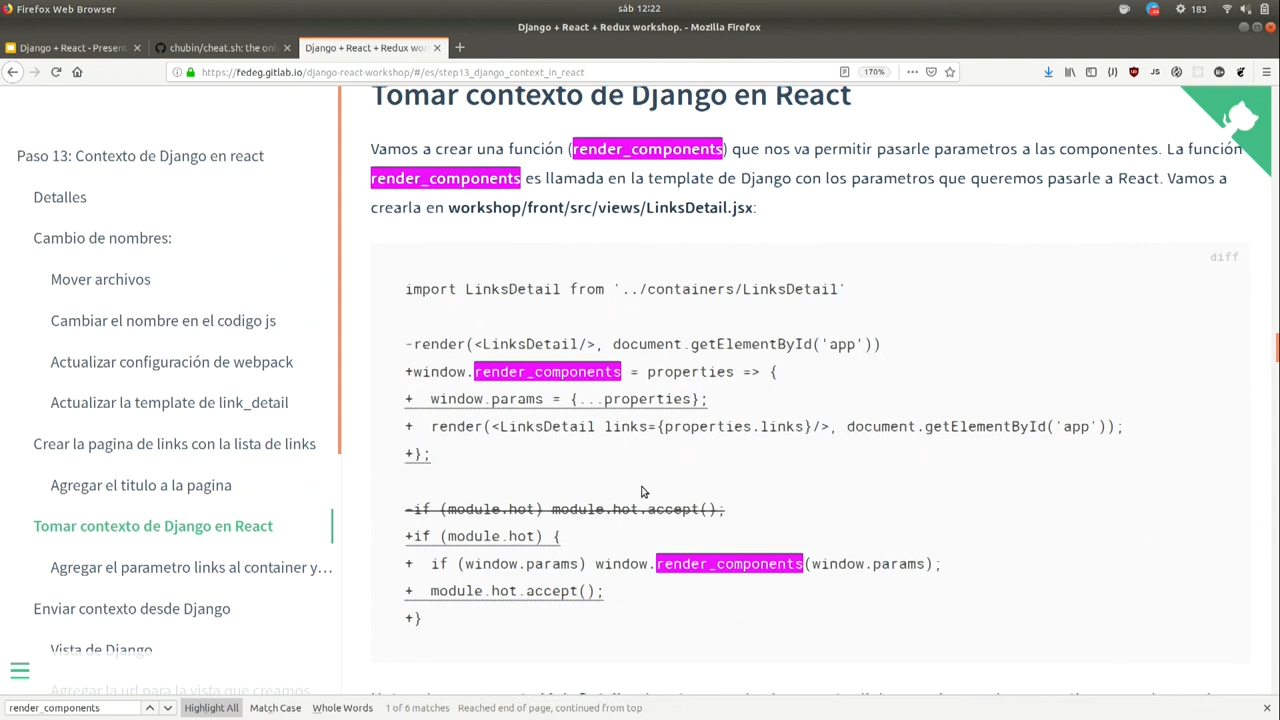 Firefox Web Browser
sáb 12:22
183
Django + React + Redux workshop. - Mozilla Firefox
Django + React - Present
chubin/cheat.sh: the onl
Django + React + Redux wor
https://fedeg.gitlab.io/django-react-workshop/#/es/step13_django_context_in_react
170%
Paso 13: Contexto de Django en react
Detalles
Cambio de nombres:
Mover archivos
Cambiar el nombre en el codigo js
Actualizar configuración de webpack
Actualizar la template de link_detail
Crear la pagina de links con la lista de links
Agregar el titulo a la pagina
Tomar contexto de Django en React
Agregar el parametro links al container y…
Enviar contexto desde Django
Vista de Django
Agregar la url para la vista que creamos
Tomar contexto de Django en React
Vamos a crear una función (render_components) que nos va permitir pasarle parametros a las componentes. La función
render_components es llamada en la template de Django con los parametros que queremos pasarle a React. Vamos a
crearla en workshop/front/src/views/LinksDetail.jsx:
diff
import LinksDetail from '../containers/LinksDetail'
-render(<LinksDetail/>, document.getElementById('app'))
+window.render_components = properties => {
+  window.params = {...properties};
+  render(<LinksDetail links={properties.links}/>, document.getElementById('app'));
+};
-if (module.hot) module.hot.accept();
+if (module.hot) {
+  if (window.params) window.render_components(window.params);
+  module.hot.accept();
+}
render_components
Highlight All
Match Case
Whole Words
1 of 6 matches
Reached end of page, continued from top